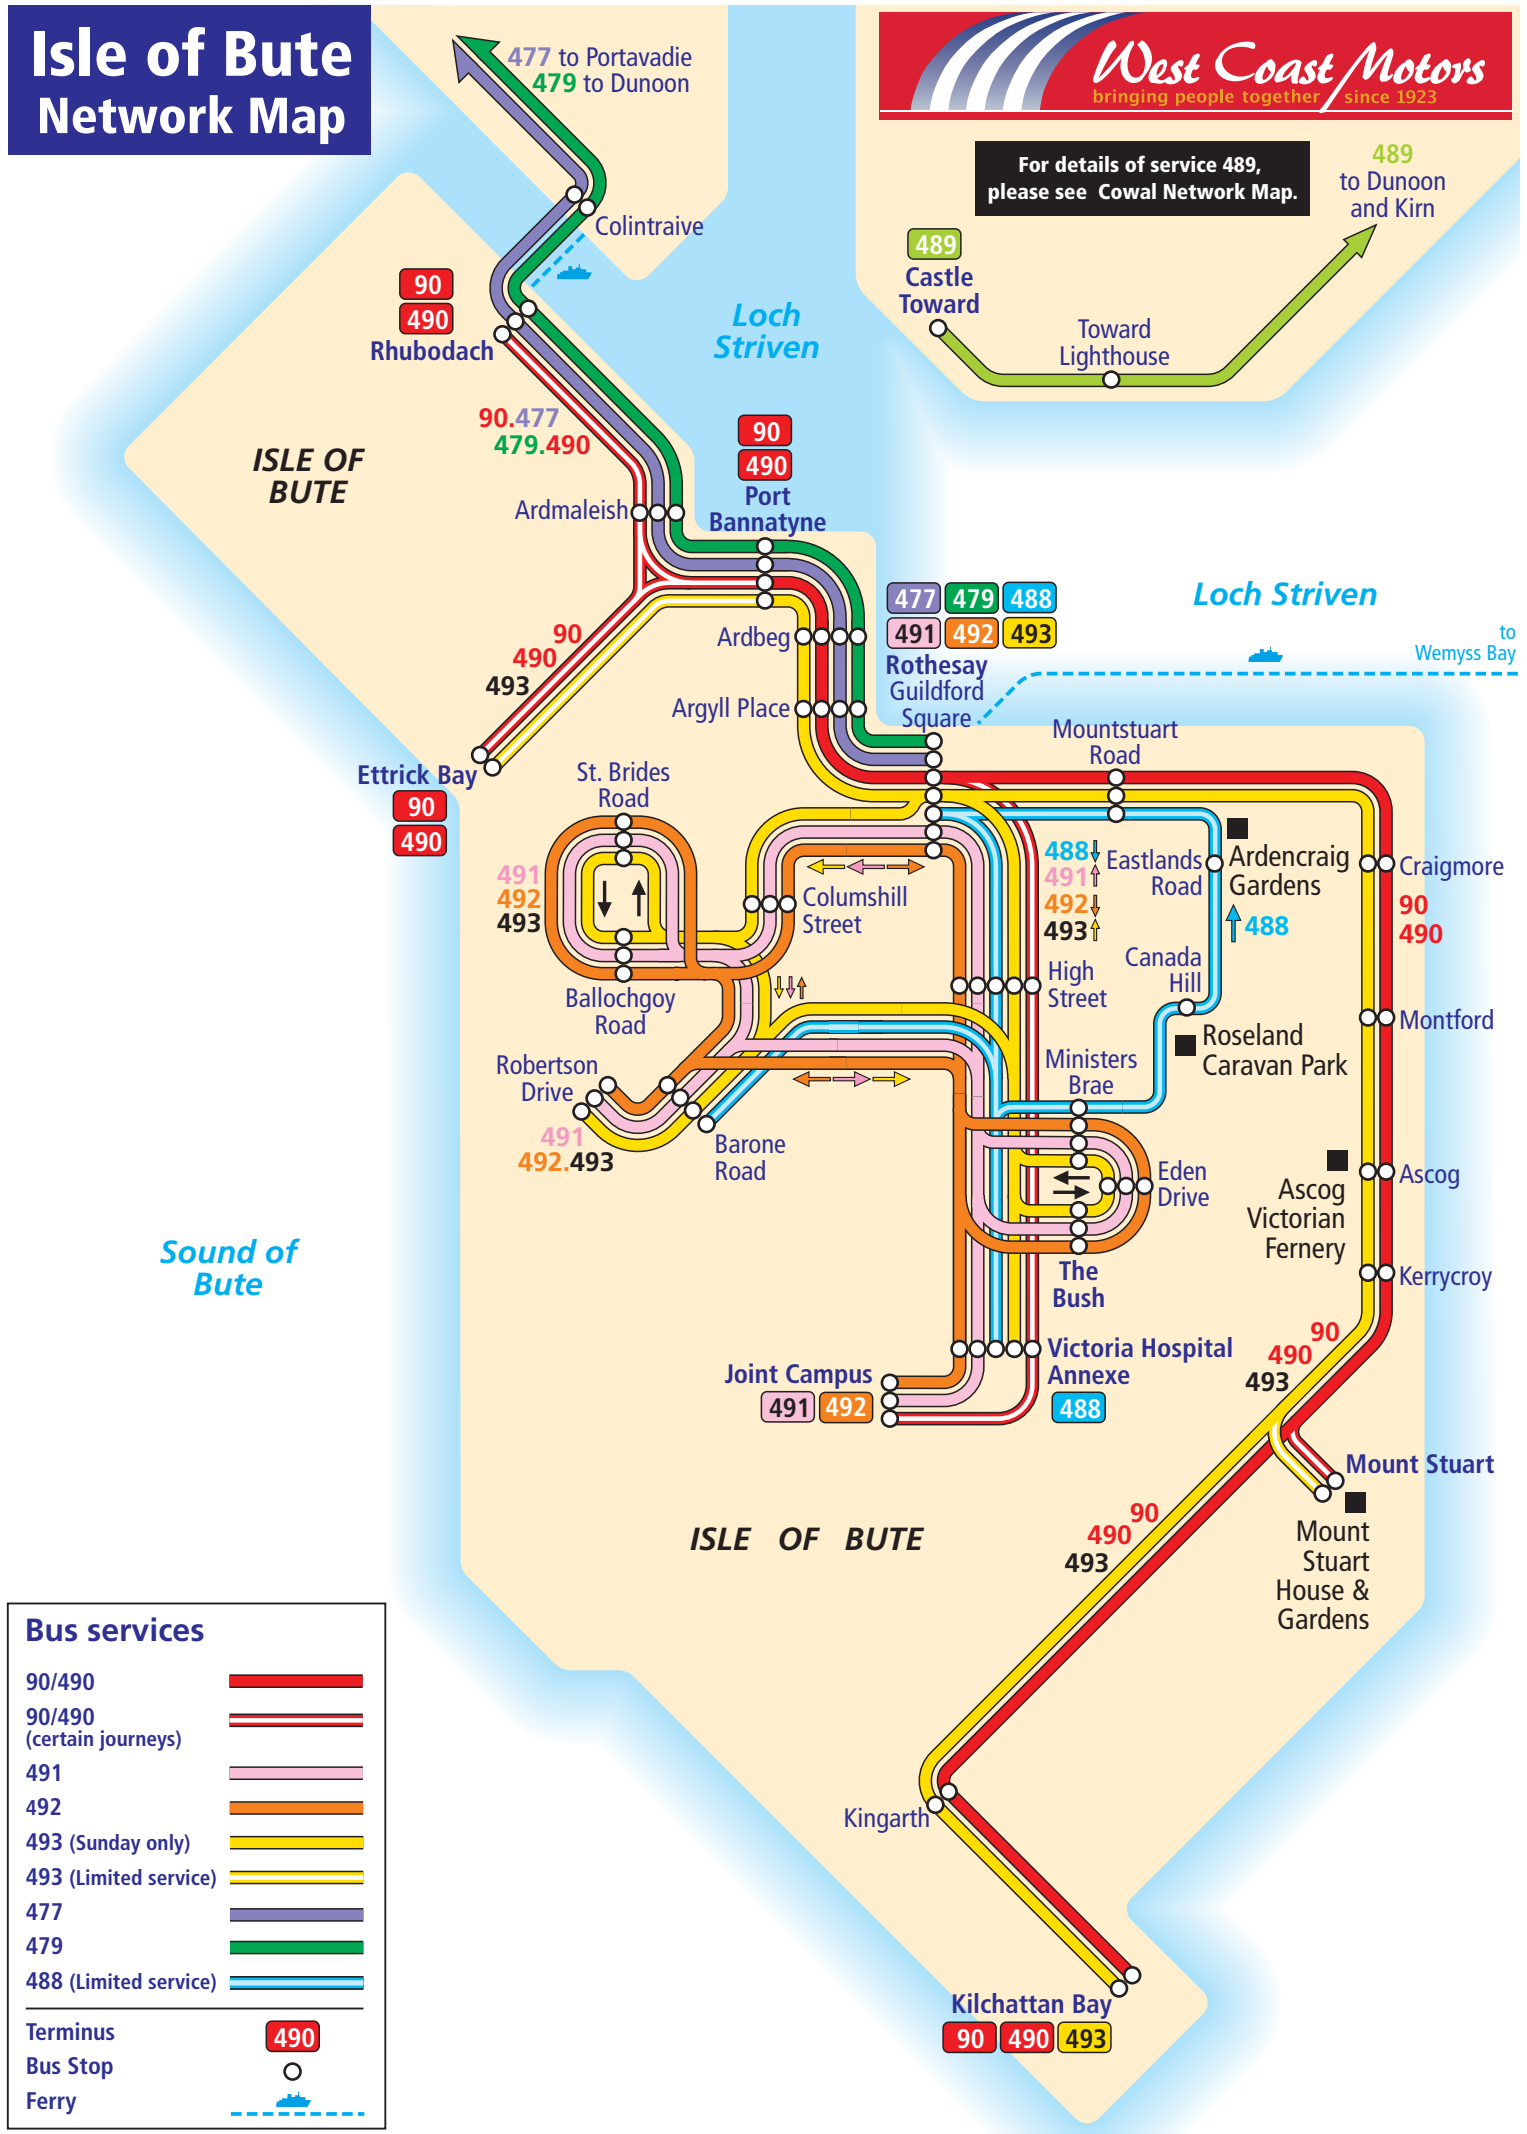 Isle of Bute
Network Map
477 to Portavadie
479 to Dunoon
West Coast Motors
bringing people together since 1923
For details of service 489,
please see Cowal Network Map.
489
to Dunoon
and Kirn
Colintraive
489
Castle
Toward
90
490
Rhubodach
Loch
Striven
Toward
Lighthouse
90.477
479.490
90
490
Port
Bannatyne
ISLE OF
BUTE
Ardmaleish
477 479 488
491 492 493
Rothesay
Guildford
Square
Loch Striven
to
Wemyss Bay
Ardbeg
90
490
493
Argyll Place
Mountstuart
Road
Ettrick Bay
90
490
St. Brides
Road
491
492
493
Columshill
Street
488
491
492
493
Eastlands
Road
Ardencraig
Gardens
488
Craigmore
90
490
Ballochgoy
Road
High
Street
Canada
Hill
Roseland
Caravan Park
Montford
Robertson
Drive
491
492.493
Barone
Road
Ministers
Brae
Eden
Drive
Ascog
Ascog
Victorian
Fernery
Sound of
Bute
The
Bush
Kerrycroy
90
490
493
Joint Campus
491 492
Victoria Hospital
Annexe
488
Mount Stuart
Mount
Stuart
House &
Gardens
ISLE OF BUTE
90
490
493
Kingarth
Kilchattan Bay
90 490 493
Bus services
90/490
90/490
(certain journeys)
491
492
493 (Sunday only)
493 (Limited service)
477
479
488 (Limited service)
Terminus 490
Bus Stop
Ferry